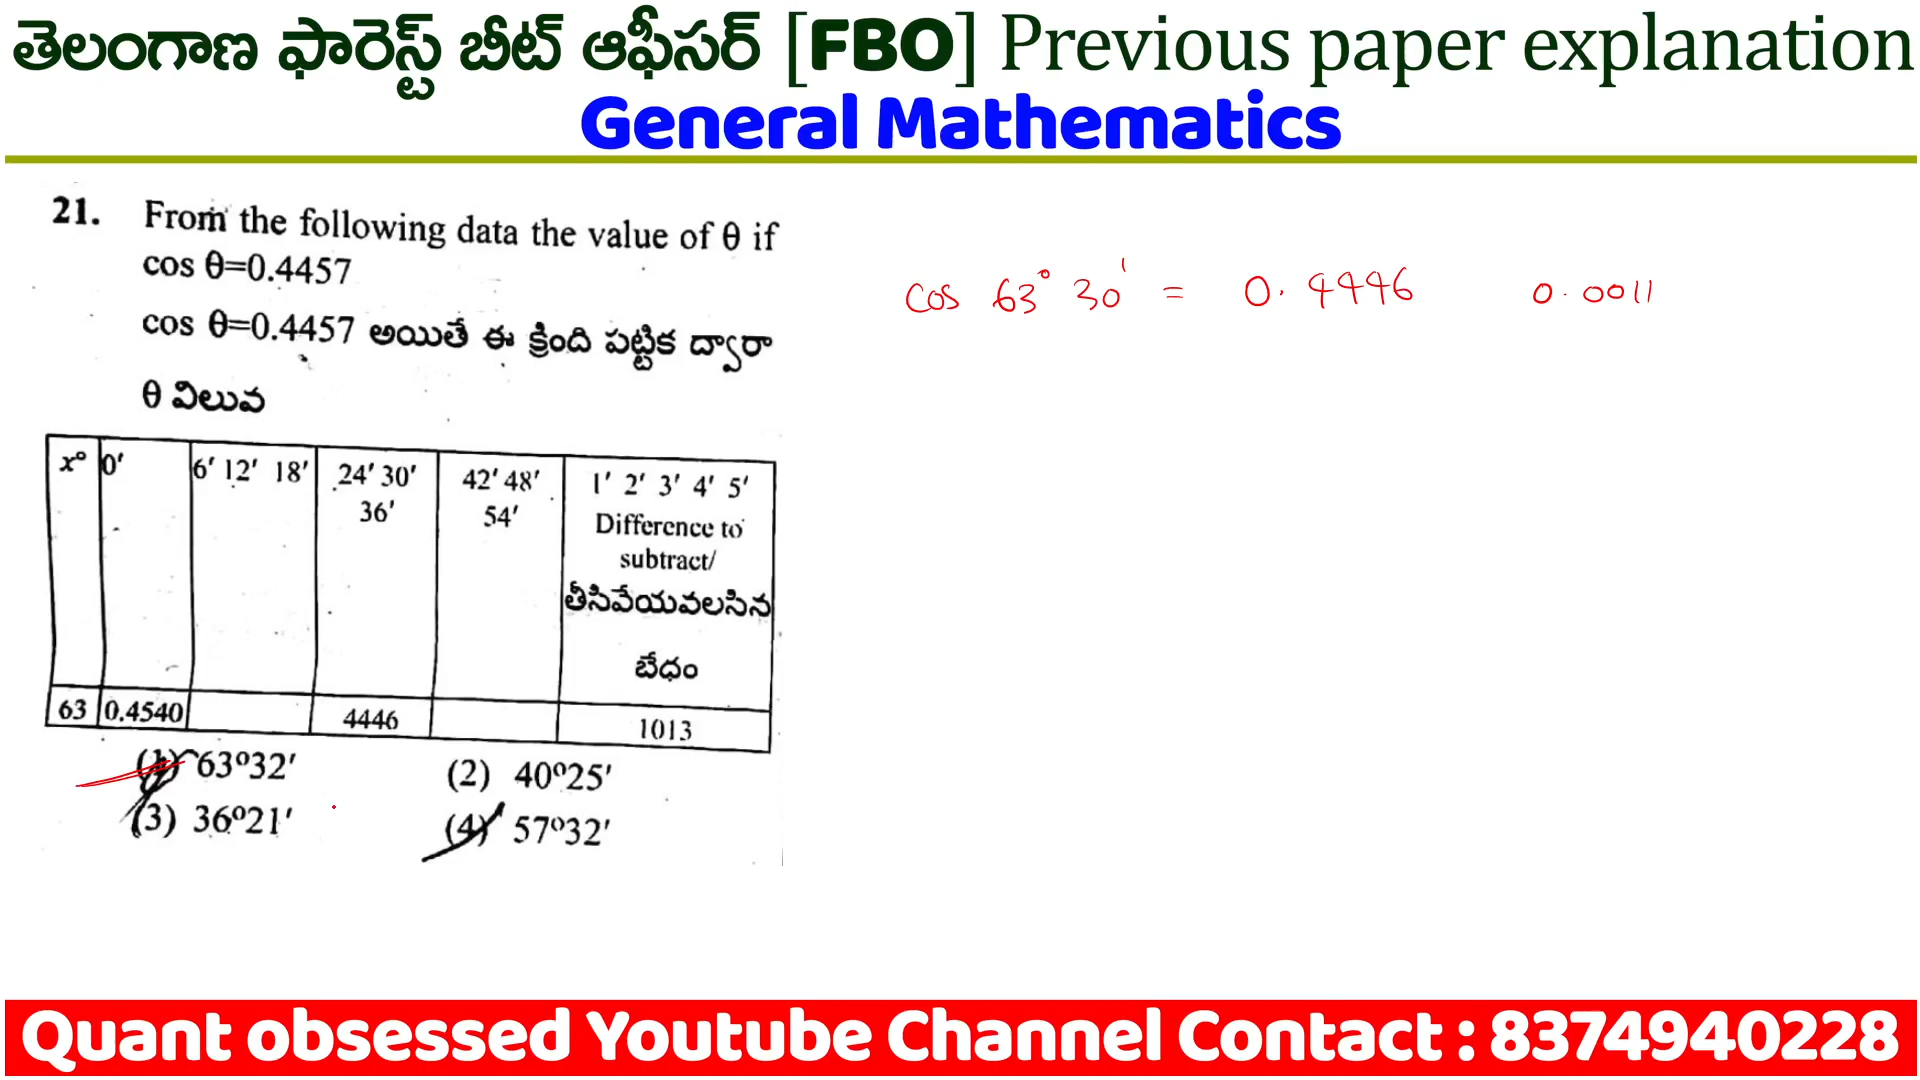 తెలంగాణ ఫారెస్ట్ బీట్ ఆఫీసర్ [FBO] Previous paper explanation
General Mathematics
21. From the following data the value of θ if
cos θ=0.4457
cos θ=0.4457 అయితే ఈ క్రింది పట్టిక ద్వారా
θ విలువ
x° 0′ 6′ 12′ 18′ 24′ 30′ 42′ 48′ 1′ 2′ 3′ 4′ 5′
36′ 54′ Difference to
subtract/
తీసివేయవలసిన
బేధం
63 0.4540 4446 1013
(1) 63°32′ (2) 40°25′
(3) 36°21′ (4) 57°32′
cos 63° 30′ = 0.4446 0.0011
Quant obsessed Youtube Channel Contact : 8374940228